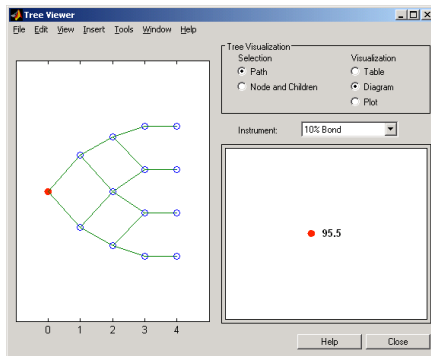 Tree Viewer
File Edit View Insert Tools Window Help
Tree Visualization
Selection
Visualization
Path
Table
Node and Children
Diagram
Plot
Instrument:
10% Bond
95.5
0 1 2 3 4
Help
Close